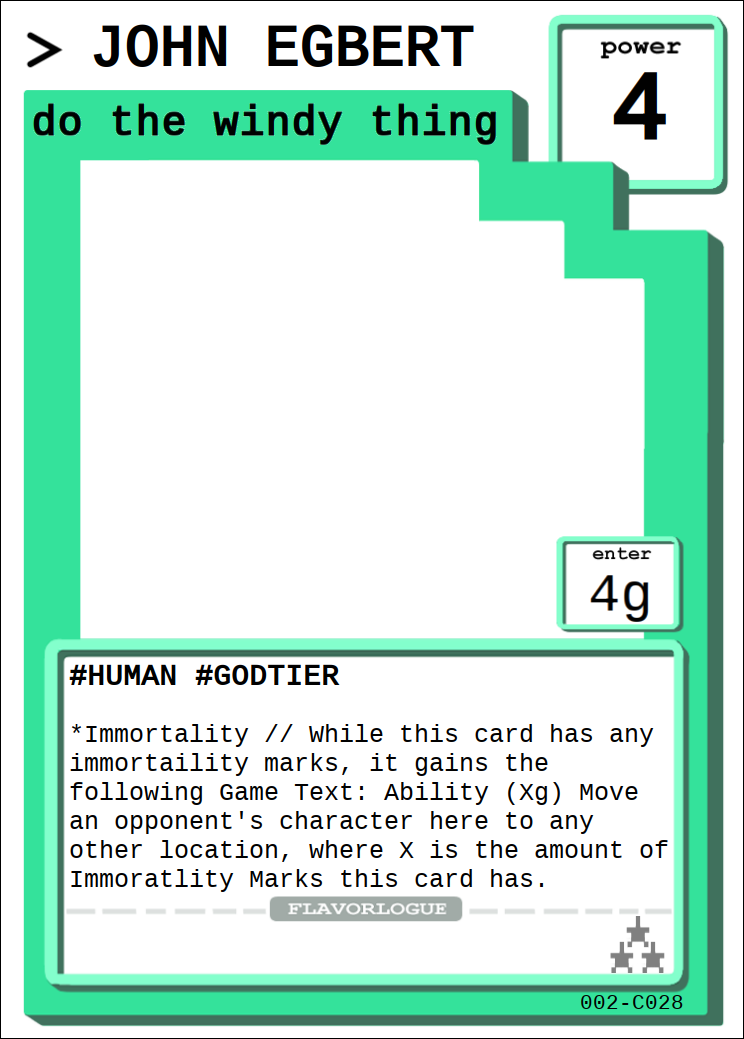 > JOHN EGBERT
power
4
do the windy thing
enter
4g
#HUMAN #GODTIER
*Immortality // While this card has any
immortaility marks, it gains the
following Game Text: Ability (Xg) Move
an opponent's character here to any
other location, where X is the amount of
Immoratlity Marks this card has.
FLAVORLOGUE
002-C028